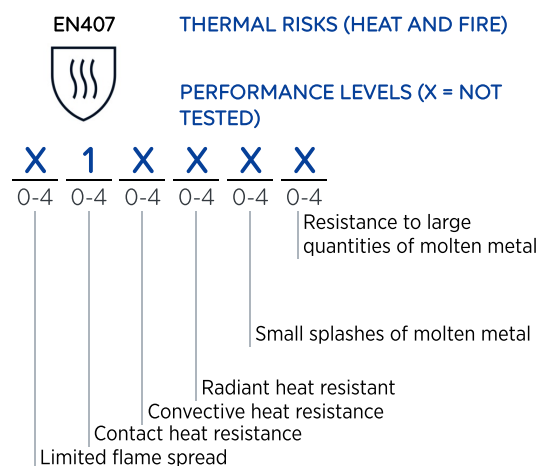 EN407
THERMAL RISKS (HEAT AND FIRE)
PERFORMANCE LEVELS (X = NOT
TESTED)
X 1 X X X X
0-4 0-4 0-4 0-4 0-4 0-4
Resistance to large
quantities of molten metal
Small splashes of molten metal
Radiant heat resistant
Convective heat resistance
Contact heat resistance
Limited flame spread